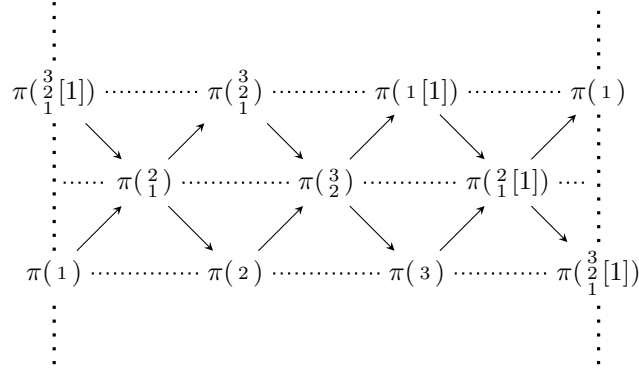 π(3 2 1[1]) π(3 2 1) π(1[1]) π(1)
π(2 1) π(3 2) π(2 1[1])
π(1) π(2) π(3) π(3 2 1[1])